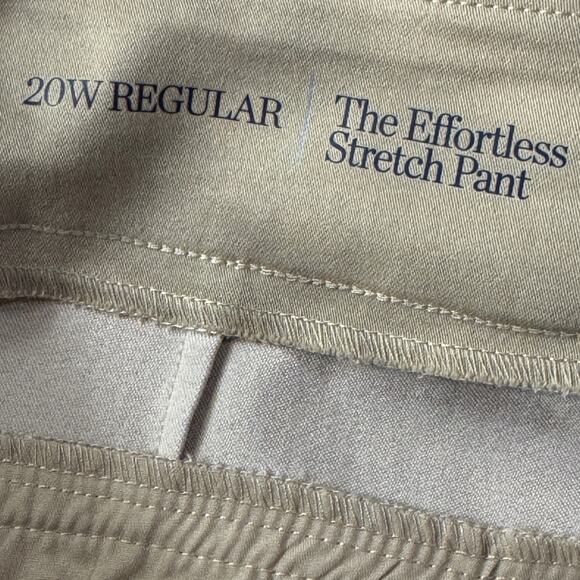 20W REGULAR
The Effortless
Stretch Pant